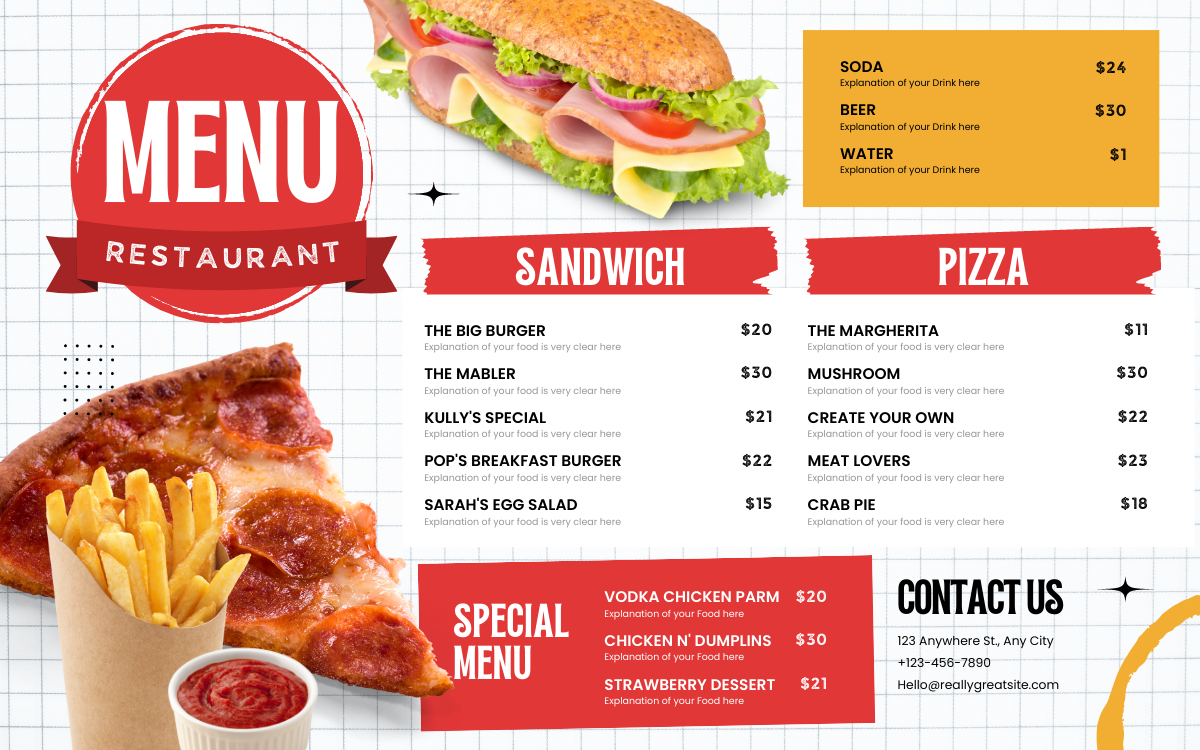 MENU
RESTAURANT
SODA $24
Explanation of your Drink here
BEER $30
Explanation of your Drink here
WATER $1
Explanation of your Drink here
SANDWICH
THE BIG BURGER $20
Explanation of your food is very clear here
THE MABLER $30
Explanation of your food is very clear here
KULLY'S SPECIAL $21
Explanation of your food is very clear here
POP'S BREAKFAST BURGER $22
Explanation of your food is very clear here
SARAH'S EGG SALAD $15
Explanation of your food is very clear here
PIZZA
THE MARGHERITA $11
Explanation of your food is very clear here
MUSHROOM $30
Explanation of your food is very clear here
CREATE YOUR OWN $22
Explanation of your food is very clear here
MEAT LOVERS $23
Explanation of your food is very clear here
CRAB PIE $18
Explanation of your food is very clear here
SPECIAL
MENU
VODKA CHICKEN PARM $20
Explanation of your Food here
CHICKEN N' DUMPLINS $30
Explanation of your Food here
STRAWBERRY DESSERT $21
Explanation of your Food here
CONTACT US
123 Anywhere St., Any City
+123-456-7890
Hello@reallygreatsite.com